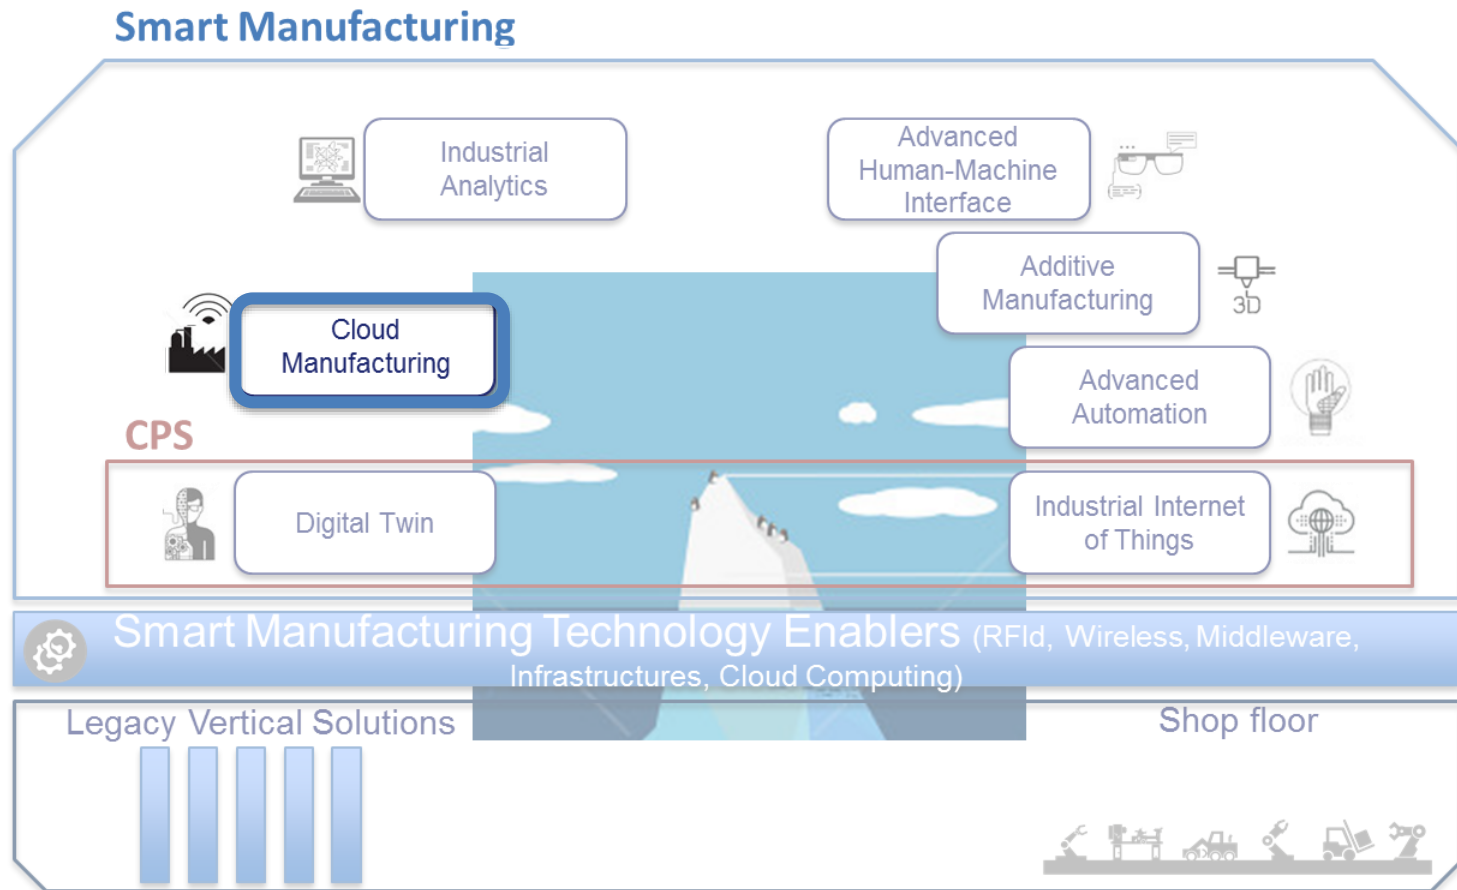 Smart Manufacturing
Industrial
Analytics
Advanced
Human-Machine
Interface
Additive
Manufacturing
3D
Cloud
Manufacturing
Advanced
Automation
CPS
Digital Twin
Industrial Internet
of Things
Smart Manufacturing Technology Enablers (RFId, Wireless, Middleware,
Infrastructures, Cloud Computing)
Legacy Vertical Solutions
Shop floor